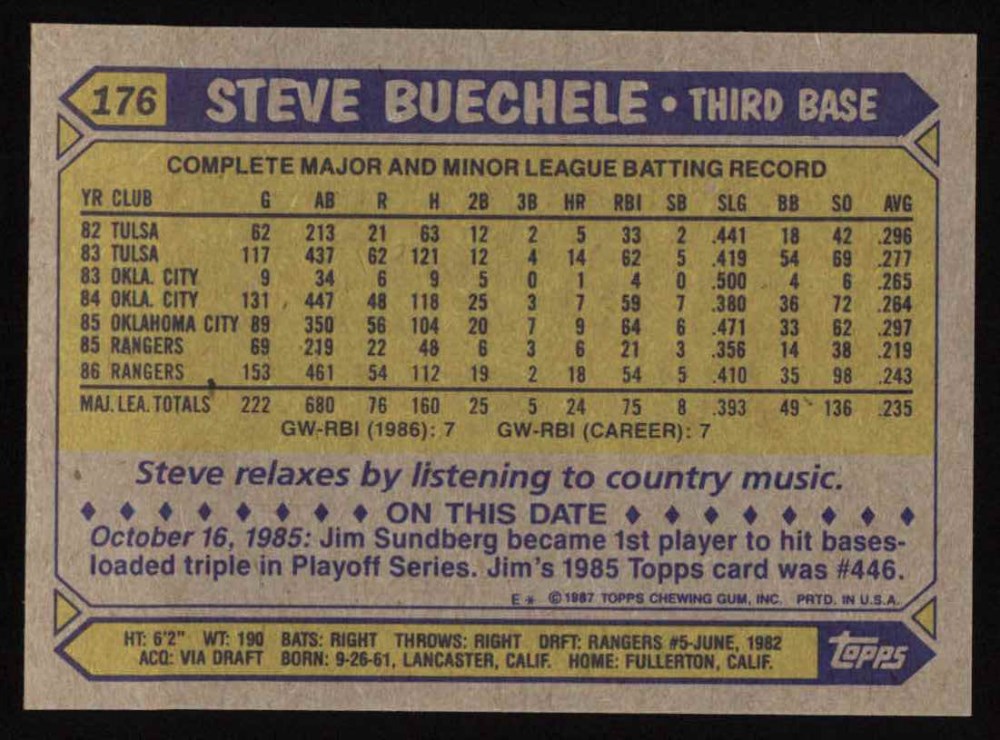 176 STEVE BUECHELE • THIRD BASE
COMPLETE MAJOR AND MINOR LEAGUE BATTING RECORD
YR CLUB G AB R H 2B 3B HR RBI SB SLG BB SO AVG
82 TULSA 62 213 21 63 12 2 5 33 2 .441 18 42 .296
83 TULSA 117 437 62 121 12 4 14 62 5 .419 54 69 .277
83 OKLA. CITY 9 34 6 9 5 0 1 4 0 .500 4 6 .265
84 OKLA. CITY 131 447 48 118 25 3 7 59 7 .380 36 72 .264
85 OKLAHOMA CITY 89 350 56 104 20 7 9 64 6 .471 33 62 .297
85 RANGERS 69 219 22 48 6 3 6 21 3 .356 14 38 .219
86 RANGERS 153 461 54 112 19 2 18 54 5 .410 35 98 .243
MAJ. LEA. TOTALS 222 680 76 160 25 5 24 75 8 .393 49 136 .235
GW-RBI (1986): 7 GW-RBI (CAREER): 7
Steve relaxes by listening to country music.
♦ ♦ ♦ ♦ ♦ ♦ ♦ ♦ ON THIS DATE ♦ ♦ ♦ ♦ ♦ ♦ ♦ ♦
October 16, 1985: Jim Sundberg became 1st player to hit bases-
loaded triple in Playoff Series. Jim's 1985 Topps card was #446.
E* © 1987 TOPPS CHEWING GUM, INC. PRTD. IN U.S.A.
HT: 6'2" WT: 190 BATS: RIGHT THROWS: RIGHT DRFT: RANGERS #5-JUNE, 1982
ACQ: VIA DRAFT BORN: 9-26-61, LANCASTER, CALIF. HOME: FULLERTON, CALIF.
topps